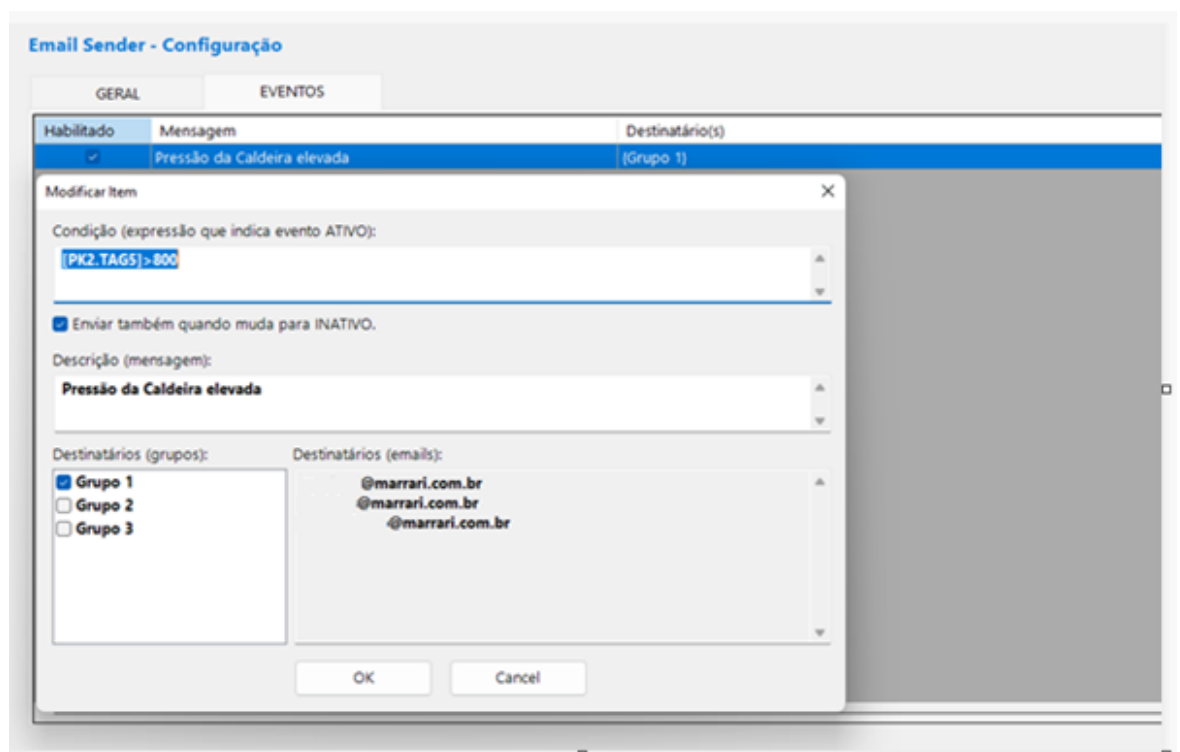 Email Sender - Configuração
GERAL EVENTOS
Habilitado Mensagem Destinatário(s)
Pressão da Caldeira elevada {Grupo 1}
Modificar Item
Condição (expressão que indica evento ATIVO):
[PK2.TAG5]>800
Enviar também quando muda para INATIVO.
Descrição (mensagem):
Pressão da Caldeira elevada
Destinatários (grupos): Destinatários (emails):
Grupo 1 @marrari.com.br
Grupo 2 @marrari.com.br
Grupo 3 @marrari.com.br
OK Cancel